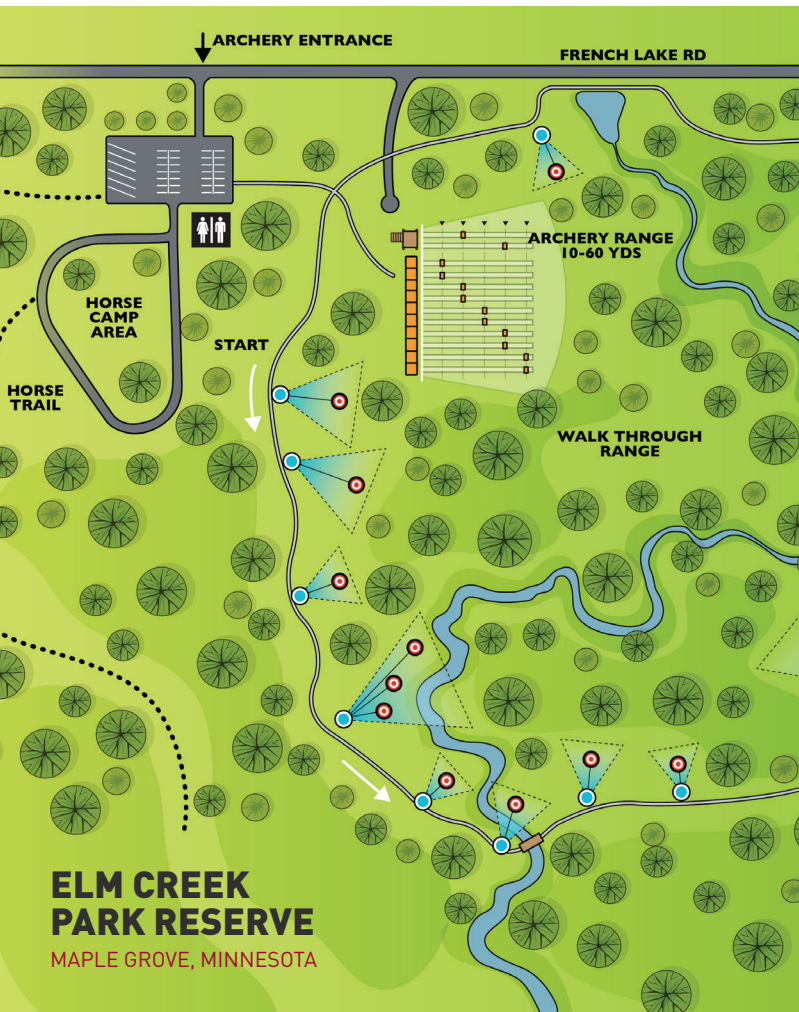 ARCHERY ENTRANCE
FRENCH LAKE RD
ARCHERY RANGE
10-60 YDS
HORSE
CAMP
AREA
START
HORSE
TRAIL
WALK THROUGH
RANGE
ELM CREEK
PARK RESERVE
MAPLE GROVE, MINNESOTA